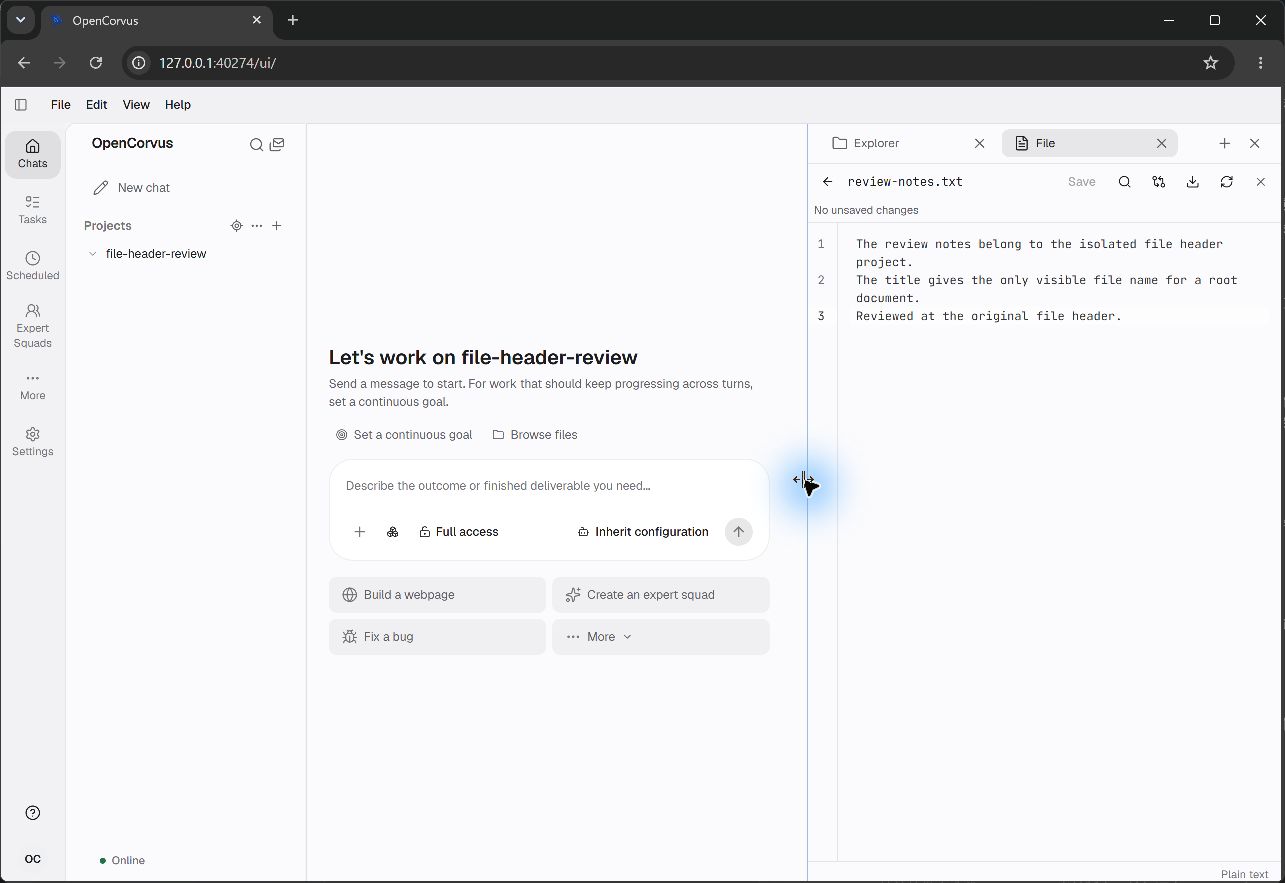 OpenCorvus
127.0.0.1:40274/ui/
File Edit View Help
Chats
Tasks
Scheduled
Expert
Squads
More
Settings
OC
OpenCorvus
New chat
Projects
file-header-review
Online
Let's work on file-header-review
Send a message to start. For work that should keep progressing across turns,
set a continuous goal.
Set a continuous goal Browse files
Describe the outcome or finished deliverable you need...
Full access Inherit configuration
Build a webpage Create an expert squad
Fix a bug More
Explorer File
review-notes.txt Save
No unsaved changes
1 The review notes belong to the isolated file header
project.
2 The title gives the only visible file name for a root
document.
3 Reviewed at the original file header.
Plain text